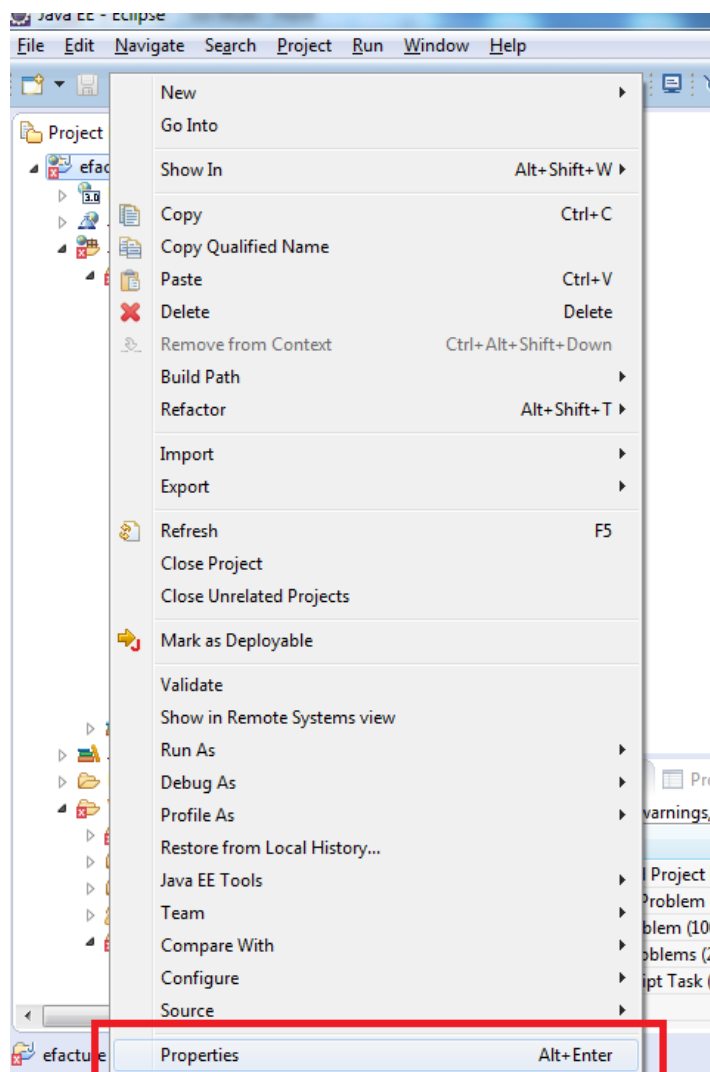 Java EE - Eclipse
File Edit Navigate Search Project Run Window Help
New
Project
Go Into
efac
Show In Alt+Shift+W
3.0
Copy Ctrl+C
Copy Qualified Name
Paste Ctrl+V
Delete Delete
Remove from Context Ctrl+Alt+Shift+Down
Build Path
Refactor Alt+Shift+T
Import
Export
Refresh F5
Close Project
Close Unrelated Projects
Mark as Deployable
Validate
Show in Remote Systems view
Run As
Debug As
Pr
Profile As
varnings,
Restore from Local History...
Java EE Tools
l Project
Problem
Team
blem (10
Compare With
oblems (2
Configure
ipt Task (
Source
efacture
Properties Alt+Enter